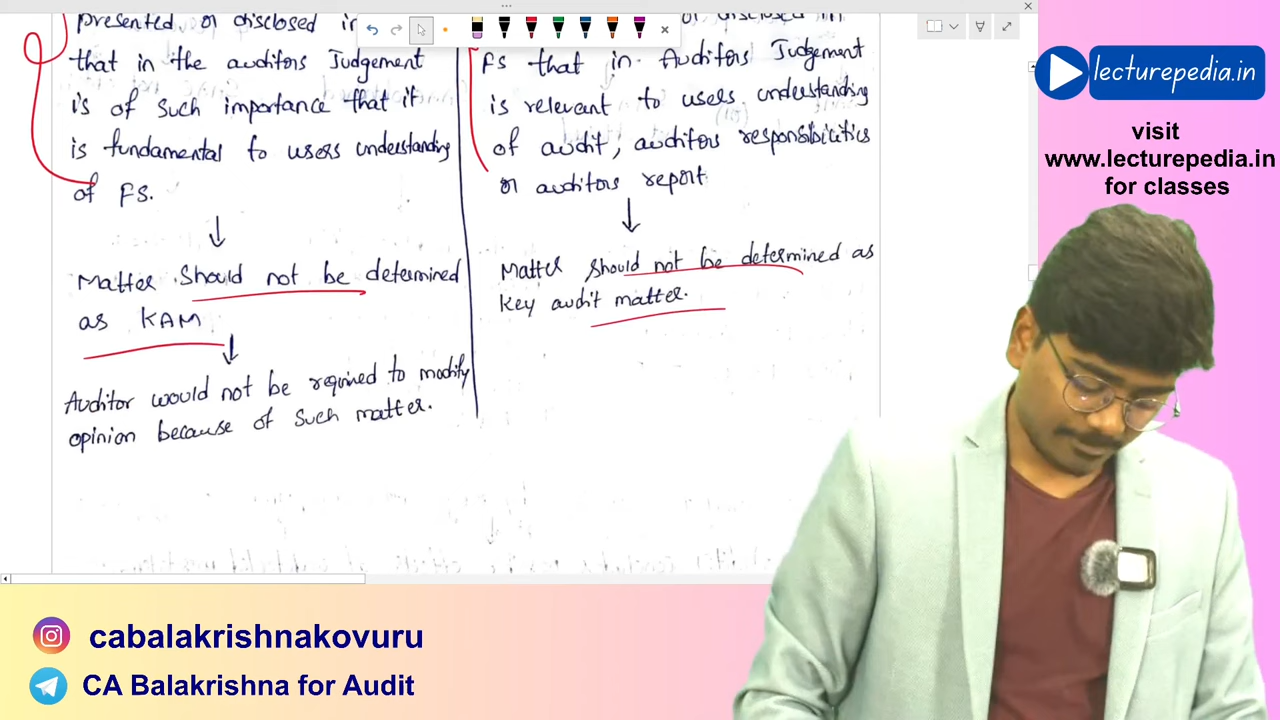 presented or disclosed in
that in the auditors Judgement
is of such importance that it
is fundamental to users understanding
of FS.
Matter should not be determined
as KAM
Auditor would not be required to modify
opinion because of such matter.
or disclosed in
FS that in Auditors Judgement
is relevant to users understanding
of audit, auditors responsibilities
or auditors report
Matter should not be determined as
key audit matter.
lecturepedia.in
visit
www.lecturepedia.in
for classes
cabalakrishnakovuru
CA Balakrishna for Audit